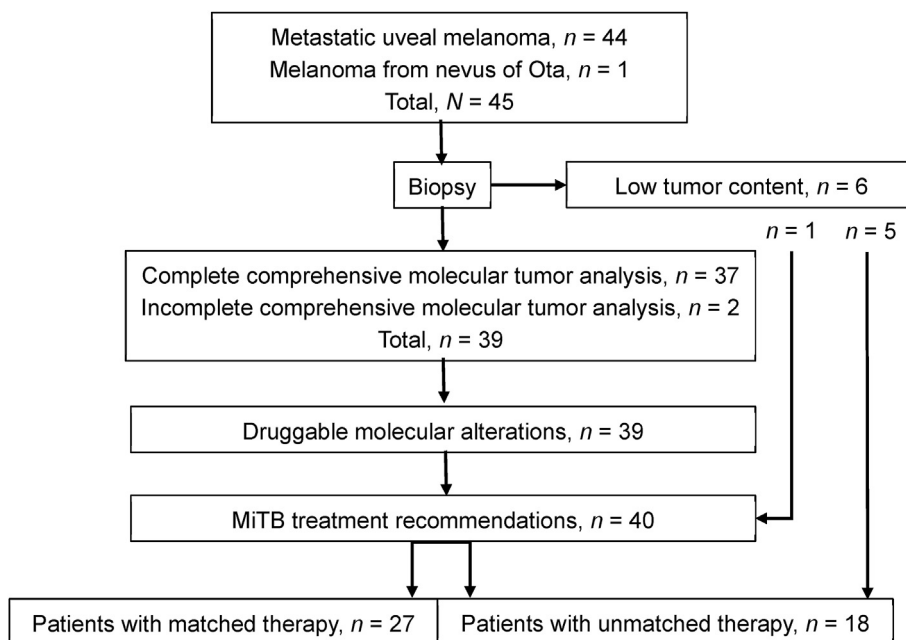 Metastatic uveal melanoma, n = 44
Melanoma from nevus of Ota, n = 1
Total, N = 45
Biopsy
Low tumor content, n = 6
n = 1
n = 5
Complete comprehensive molecular tumor analysis, n = 37
Incomplete comprehensive molecular tumor analysis, n = 2
Total, n = 39
Druggable molecular alterations, n = 39
MiTB treatment recommendations, n = 40
Patients with matched therapy, n = 27
Patients with unmatched therapy, n = 18